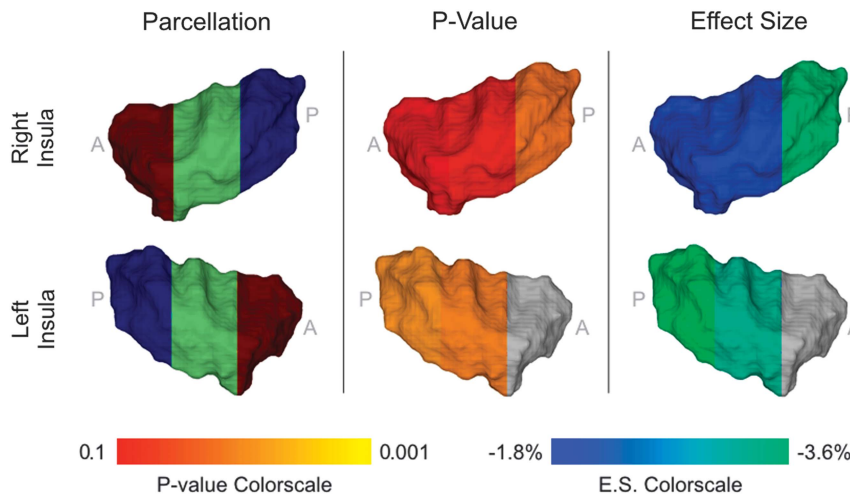 Parcellation P-Value Effect Size
Right
Insula
A P A A
Left
Insula
P A P A P A
0.1 0.001 -1.8% -3.6%
P-value Colorscale E.S. Colorscale